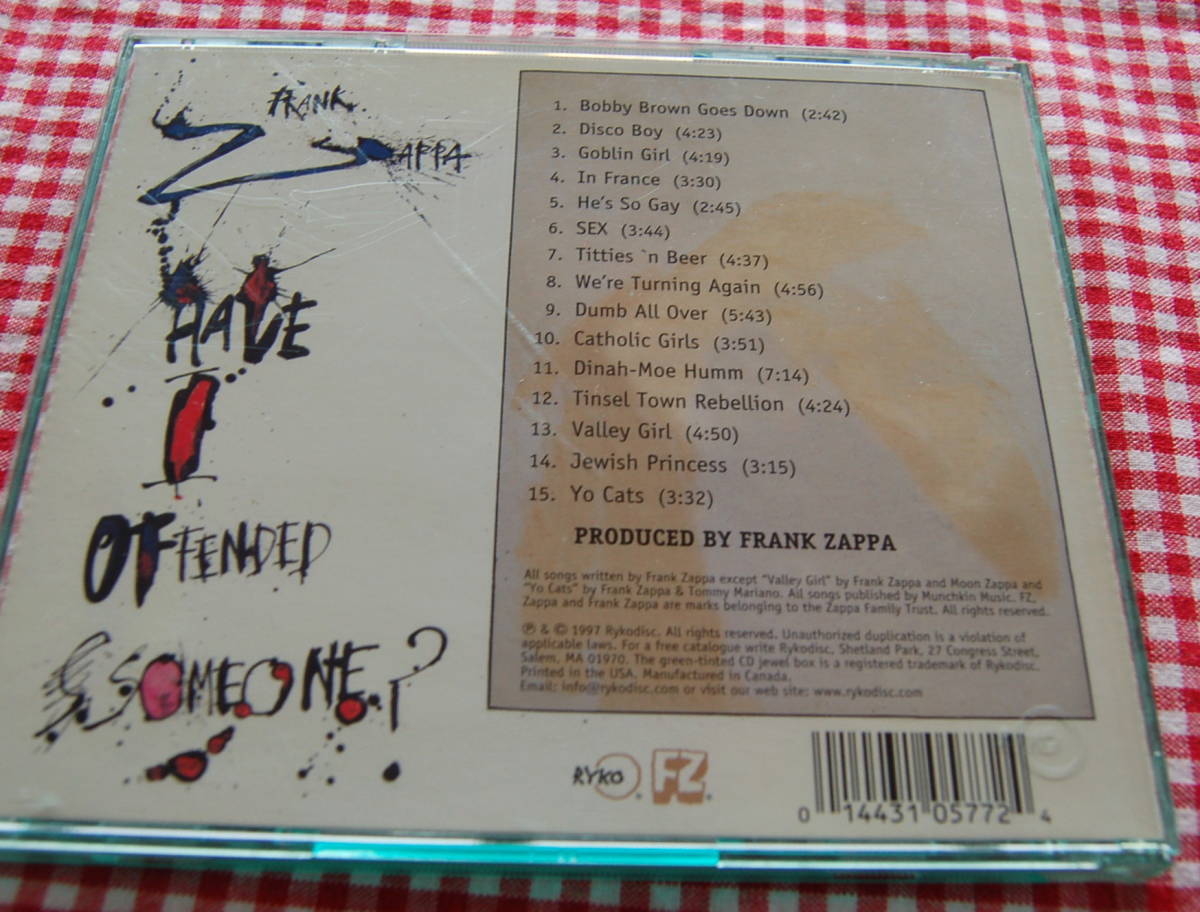 FRANK
ZAPPA
HAVE
I
OFFENDED
SOMEONE?
1. Bobby Brown Goes Down (2:42)
2. Disco Boy (4:23)
3. Goblin Girl (4:19)
4. In France (3:30)
5. He's So Gay (2:45)
6. SEX (3:44)
7. Titties `n Beer (4:37)
8. We're Turning Again (4:56)
9. Dumb All Over (5:43)
10. Catholic Girls (3:51)
11. Dinah-Moe Humm (7:14)
12. Tinsel Town Rebellion (4:24)
13. Valley Girl (4:50)
14. Jewish Princess (3:15)
15. Yo Cats (3:32)
PRODUCED BY FRANK ZAPPA
All songs written by Frank Zappa except "Valley Girl" by Frank Zappa and Moon Zappa and
"Yo Cats" by Frank Zappa & Tommy Mariano. All songs published by Munchkin Music. FZ,
Zappa and Frank Zappa are marks belonging to the Zappa Family Trust. All rights reserved.
℗ & © 1997 Rykodisc. All rights reserved. Unauthorized duplication is a violation of
applicable laws. For a free catalogue write Rykodisc, Shetland Park, 27 Congress Street,
Salem, MA 01970. The green-tinted CD jewel box is a registered trademark of Rykodisc.
Printed in the USA. Manufactured in Canada.
Email: info@rykodisc.com or visit our web site: www.rykodisc.com
RYKO. FZ.
0 14431 05772 4